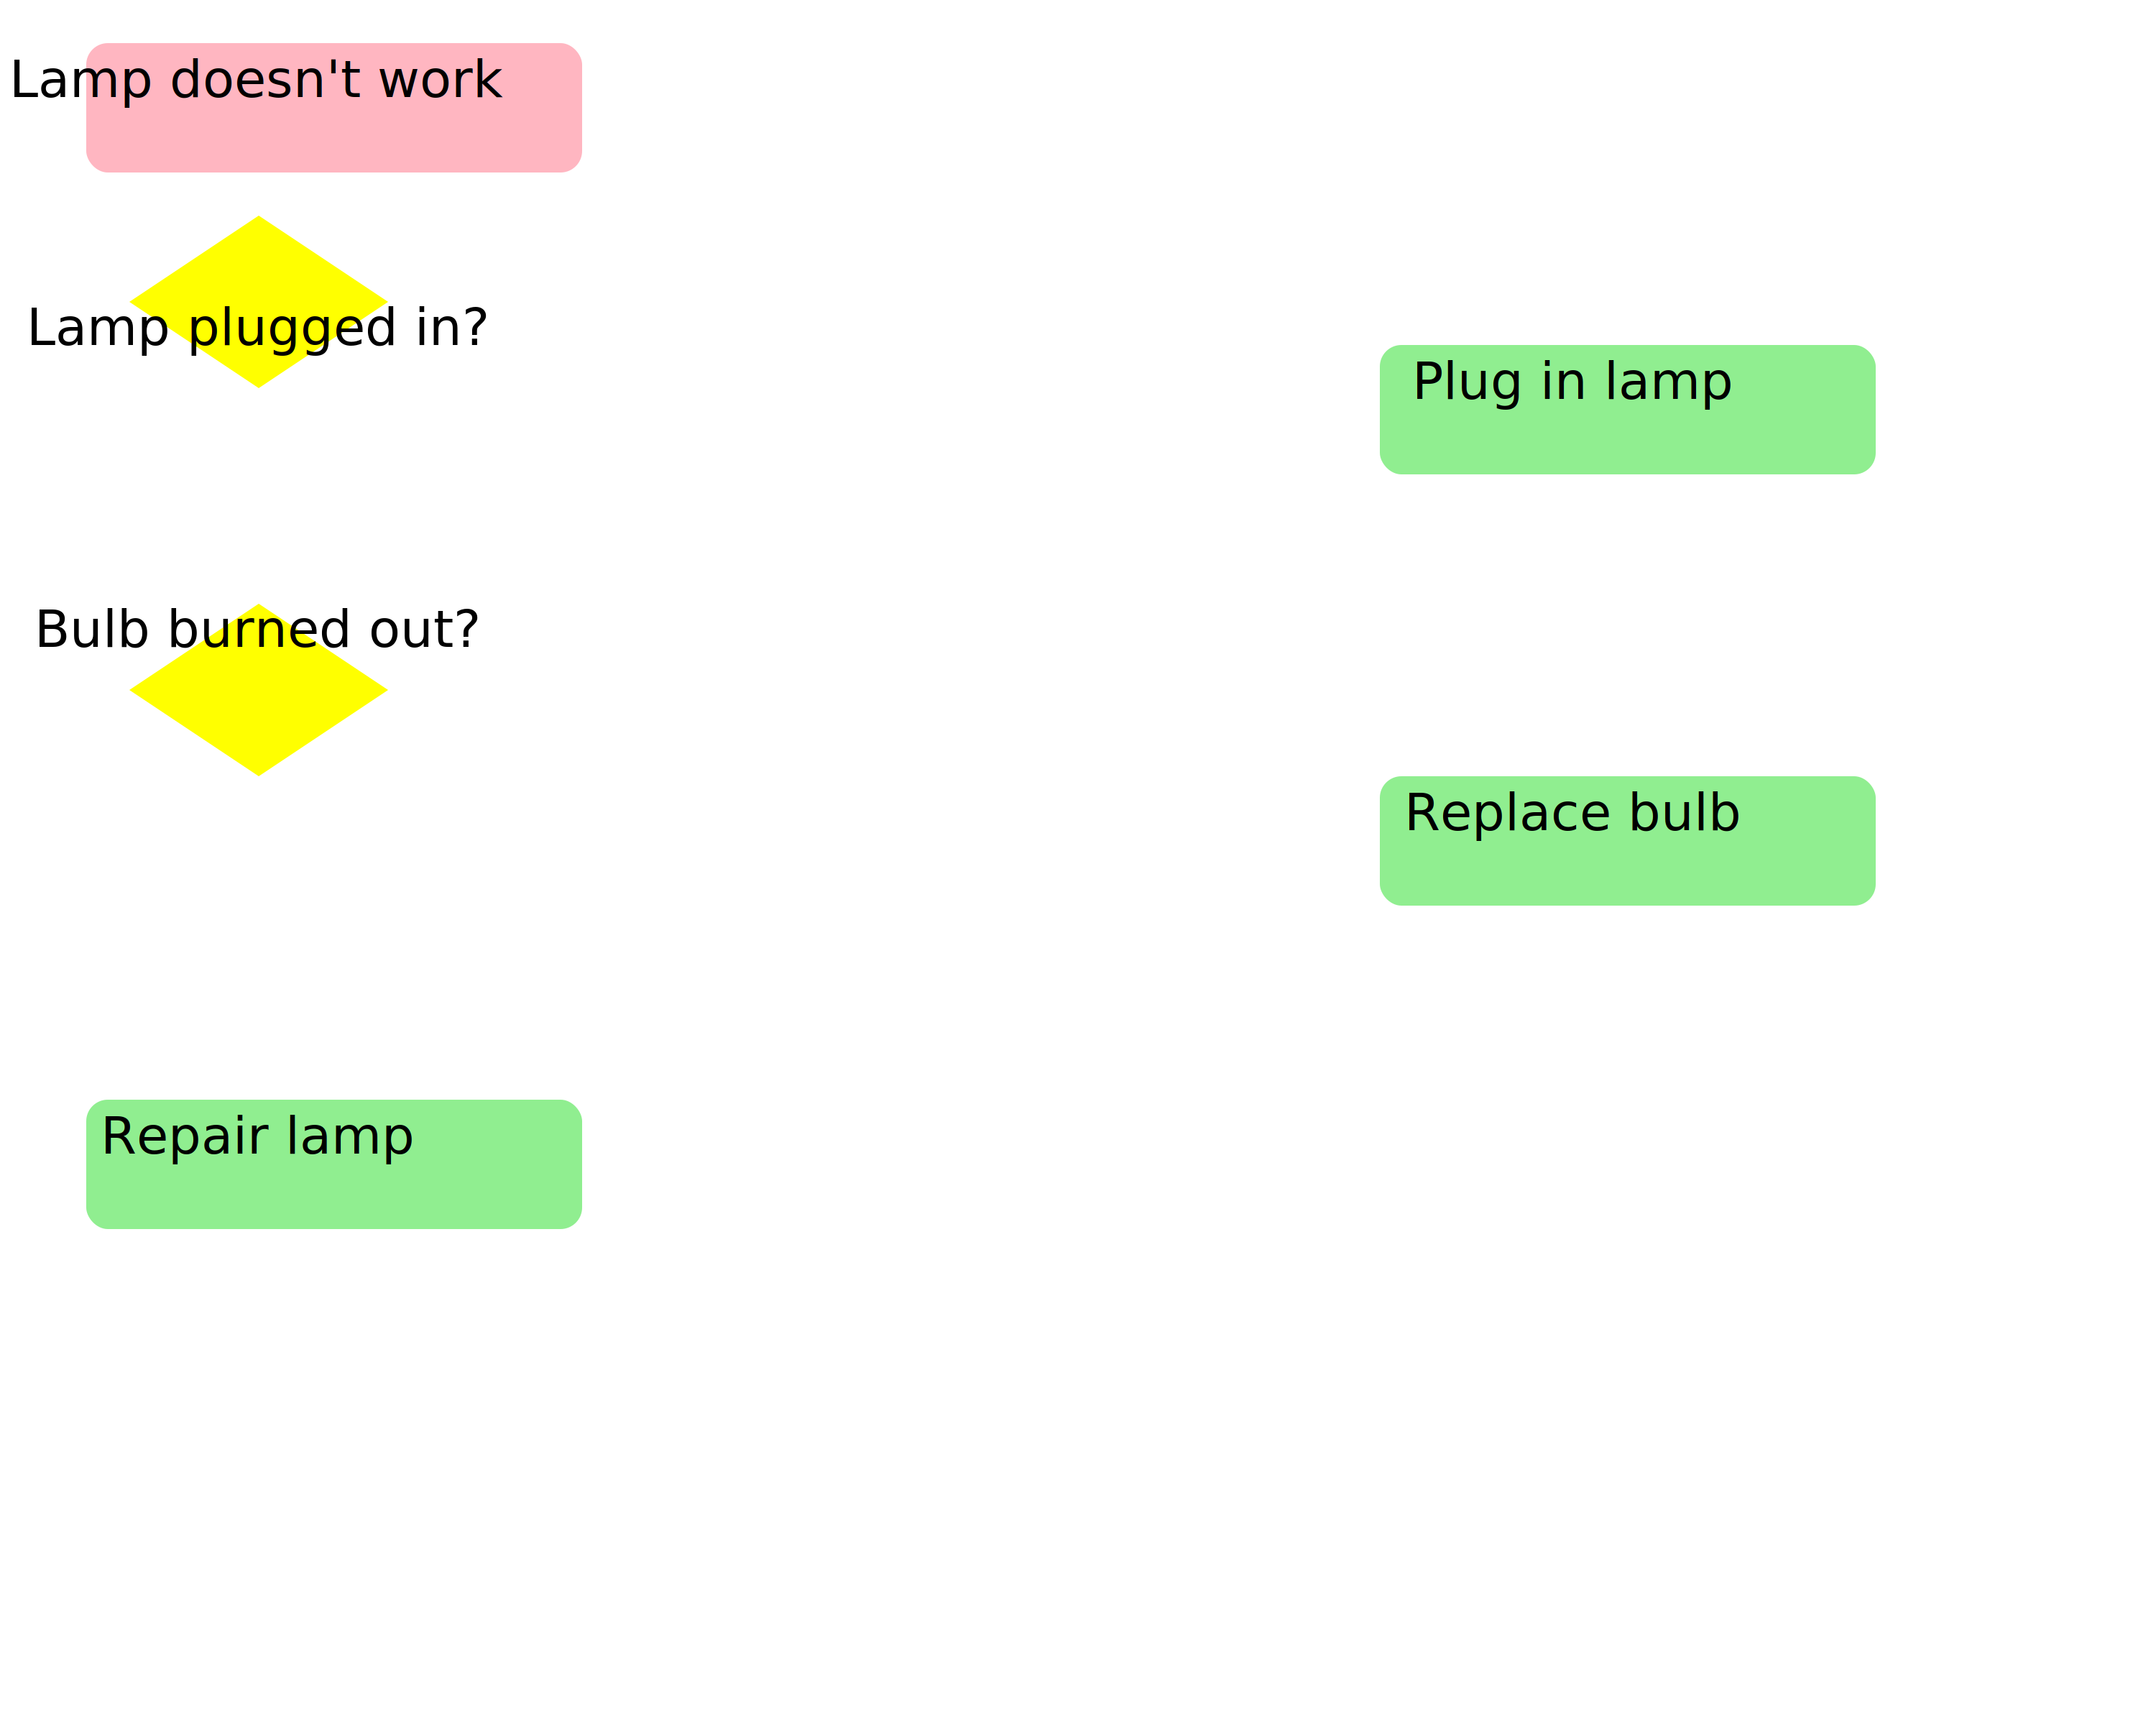 Lamp doesn't work
Lamp plugged in?
Plug in lamp
Bulb burned out?
Replace bulb
Repair lamp